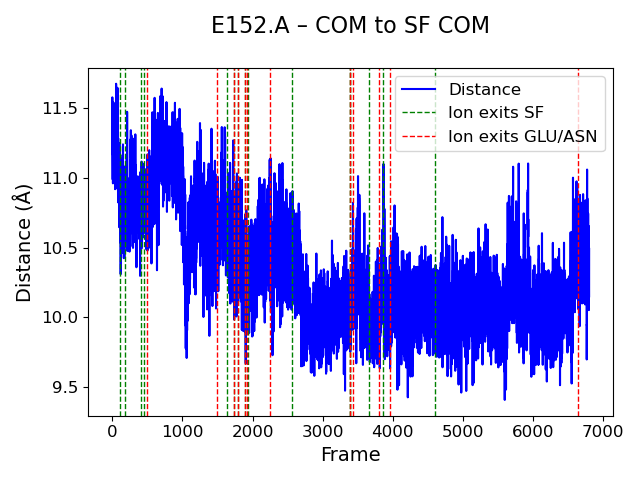 E152.A – COM to SF COM
Distance
Ion exits SF
Ion exits GLU/ASN
11.5
11.0
10.5
10.0
9.5
Distance (Å)
0 1000 2000 3000 4000 5000 6000 7000
Frame